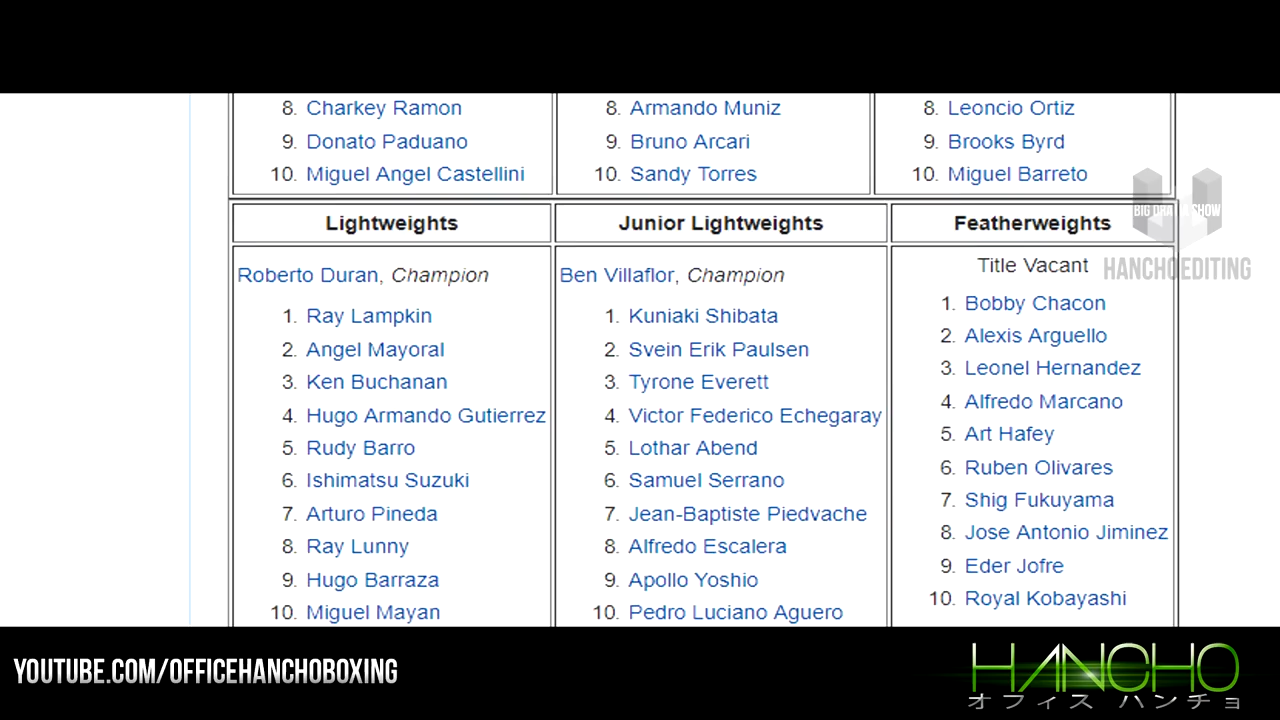 8. Charkey Ramon
9. Donato Paduano
10. Miguel Angel Castellini
8. Armando Muniz
9. Bruno Arcari
10. Sandy Torres
8. Leoncio Ortiz
9. Brooks Byrd
10. Miguel Barreto
Lightweights
Roberto Duran, Champion
1. Ray Lampkin
2. Angel Mayoral
3. Ken Buchanan
4. Hugo Armando Gutierrez
5. Rudy Barro
6. Ishimatsu Suzuki
7. Arturo Pineda
8. Ray Lunny
9. Hugo Barraza
10. Miguel Mayan
Junior Lightweights
Ben Villaflor, Champion
1. Kuniaki Shibata
2. Svein Erik Paulsen
3. Tyrone Everett
4. Victor Federico Echegaray
5. Lothar Abend
6. Samuel Serrano
7. Jean-Baptiste Piedvache
8. Alfredo Escalera
9. Apollo Yoshio
10. Pedro Luciano Aguero
Featherweights
Title Vacant
1. Bobby Chacon
2. Alexis Arguello
3. Leonel Hernandez
4. Alfredo Marcano
5. Art Hafey
6. Ruben Olivares
7. Shig Fukuyama
8. Jose Antonio Jiminez
9. Eder Jofre
10. Royal Kobayashi
BIG DRAMA SHOW
HANCHOEDITING
YOUTUBE.COM/OFFICEHANCHOBOXING
HANCHO
オフィス ハンチョ